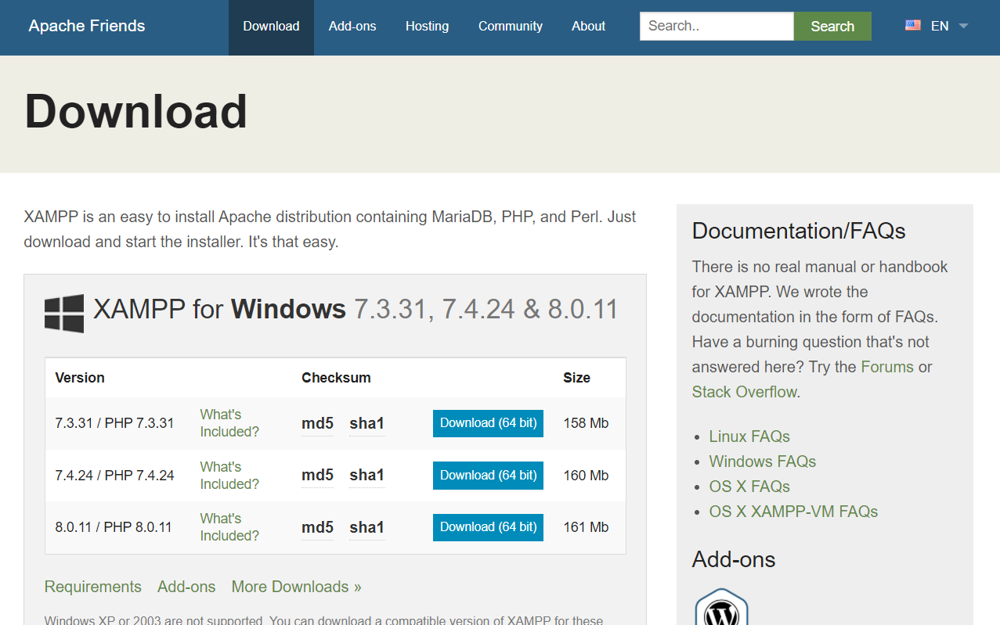 Apache Friends
Download
Add-ons
Hosting
Community
About
Search..
Search
EN
Download
XAMPP is an easy to install Apache distribution containing MariaDB, PHP, and Perl. Just
download and start the installer. It's that easy.
XAMPP for Windows 7.3.31, 7.4.24 & 8.0.11
Version Checksum Size
7.3.31 / PHP 7.3.31 What's Included? md5 sha1 Download (64 bit) 158 Mb
7.4.24 / PHP 7.4.24 What's Included? md5 sha1 Download (64 bit) 160 Mb
8.0.11 / PHP 8.0.11 What's Included? md5 sha1 Download (64 bit) 161 Mb
Requirements Add-ons More Downloads »
Windows XP or 2003 are not supported. You can download a compatible version of XAMPP for these
Documentation/FAQs
There is no real manual or handbook
for XAMPP. We wrote the
documentation in the form of FAQs.
Have a burning question that's not
answered here? Try the Forums or
Stack Overflow.
• Linux FAQs
• Windows FAQs
• OS X FAQs
• OS X XAMPP-VM FAQs
Add-ons